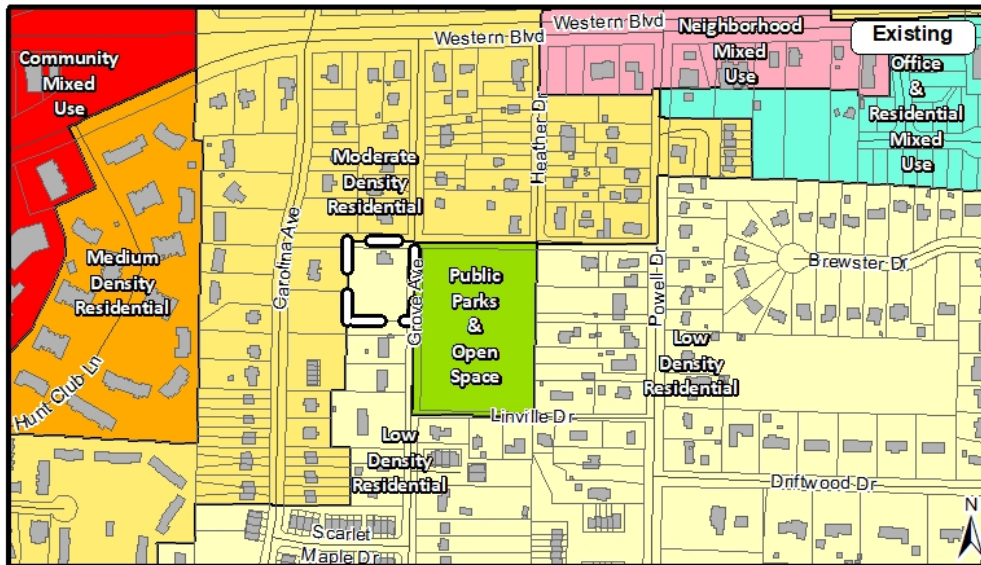 Western Blvd
Western Blvd
Existing
Community
Mixed
Use
Neighborhood
Mixed
Use
Office
&
Residential
Mixed
Use
Moderate
Density
Residential
Heather Dr
Carolina Ave
Medium
Density
Residential
Grove Ave
Public
Parks
&
Open
Space
Powell Dr
Brewster Dr
Low
Density
Residential
Hunt Club Ln
Linville Dr
Low
Density
Residential
Driftwood Dr
Scarlet
Maple Dr
N